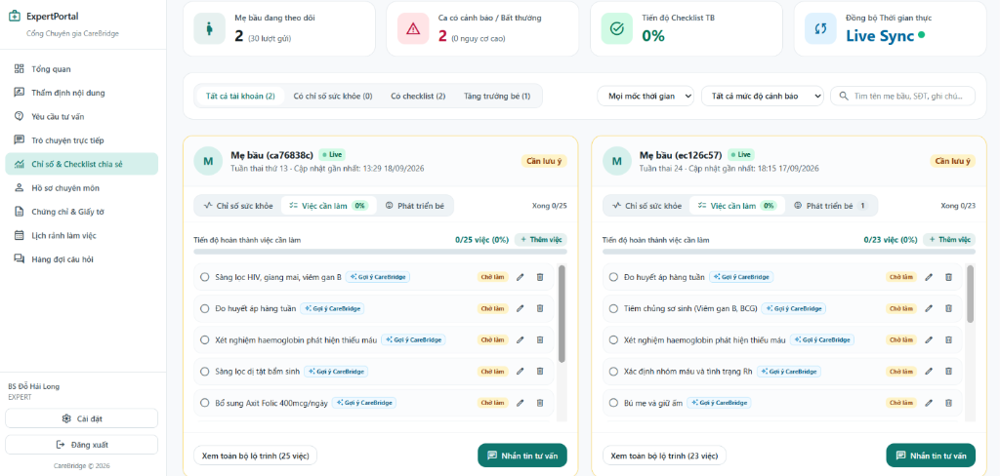 ExpertPortal
Cổng Chuyên gia CareBridge
Tổng quan
Thẩm định nội dung
Yêu cầu tư vấn
Trò chuyện trực tiếp
Chỉ số & Checklist chia sẻ
Hồ sơ chuyên môn
Chứng chỉ & Giấy tờ
Lịch rảnh làm việc
Hàng đợi câu hỏi
BS Đỗ Hải Long
EXPERT
Cài đặt
Đăng xuất
CareBridge © 2026
Mẹ bầu đang theo dõi
2 (30 lượt gửi)
Ca có cảnh báo / Bất thường
2 (0 nguy cơ cao)
Tiến độ Checklist TB
0%
Đồng bộ Thời gian thực
Live Sync
Tất cả tài khoản (2) Có chỉ số sức khỏe (0) Có checklist (2) Tăng trưởng bé (1) Mọi mốc thời gian Tất cả mức độ cảnh báo Tìm tên mẹ bầu, SĐT, ghi chú...
M
Mẹ bầu (ca76838c) Live
Tuần thai thứ 13 · Cập nhật gần nhất: 13:29 18/09/2026
Cần lưu ý
Chỉ số sức khỏe Việc cần làm 0% Phát triển bé Xong 0/25
Tiến độ hoàn thành việc cần làm 0/25 việc (0%) + Thêm việc
Sàng lọc HIV, giang mai, viêm gan B Gợi ý CareBridge Chờ làm
Đo huyết áp hàng tuần Gợi ý CareBridge Chờ làm
Xét nghiệm haemoglobin phát hiện thiếu máu Gợi ý CareBridge Chờ làm
Sàng lọc dị tật bẩm sinh Gợi ý CareBridge Chờ làm
Bổ sung Axit Folic 400mcg/ngày Gợi ý CareBridge Chờ làm
Xem toàn bộ lộ trình (25 việc) Nhắn tin tư vấn
M
Mẹ bầu (ec126c57) Live
Tuần thai 24 · Cập nhật gần nhất: 18:15 17/09/2026
Cần lưu ý
Chỉ số sức khỏe Việc cần làm 0% Phát triển bé 1 Xong 0/23
Tiến độ hoàn thành việc cần làm 0/23 việc (0%) + Thêm việc
Đo huyết áp hàng tuần Gợi ý CareBridge Chờ làm
Tiêm chủng sơ sinh (Viêm gan B, BCG) Gợi ý CareBridge Chờ làm
Xét nghiệm haemoglobin phát hiện thiếu máu Gợi ý CareBridge Chờ làm
Xác định nhóm máu và tình trạng Rh Gợi ý CareBridge Chờ làm
Bú mẹ và giữ ấm Gợi ý CareBridge Chờ làm
Xem toàn bộ lộ trình (23 việc) Nhắn tin tư vấn